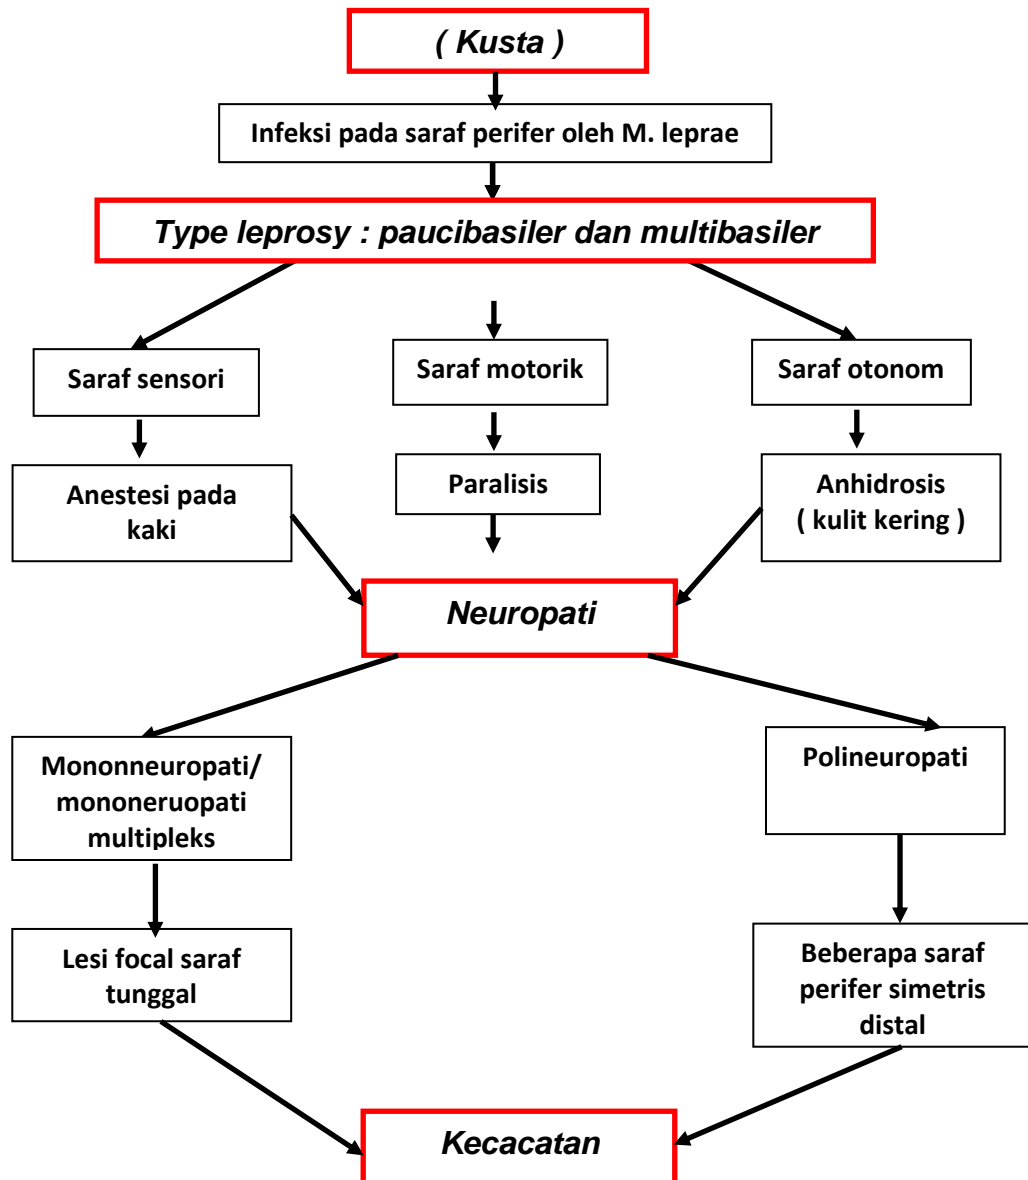 ( Kusta )
Infeksi pada saraf perifer oleh M. leprae
Type leprosy : paucibasiler dan multibasiler
Saraf sensori
Saraf motorik
Saraf otonom
Anestesi pada
kaki
Paralisis
Anhidrosis
( kulit kering )
Neuropati
Mononneuropati/
mononeruopati
multipleks
Polineuropati
Lesi focal saraf
tunggal
Beberapa saraf
perifer simetris
distal
Kecacatan